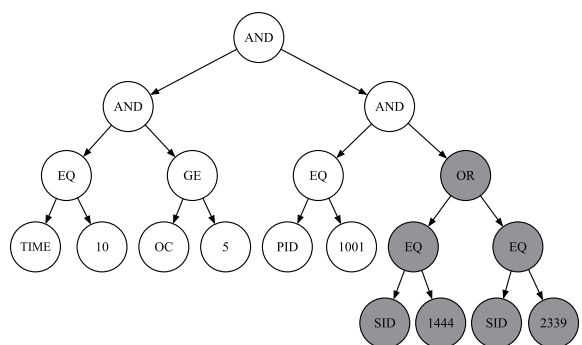 AND
AND AND
EQ GE EQ OR
TIME 10 OC 5 PID 1001 EQ EQ
SID 1444 SID 2339